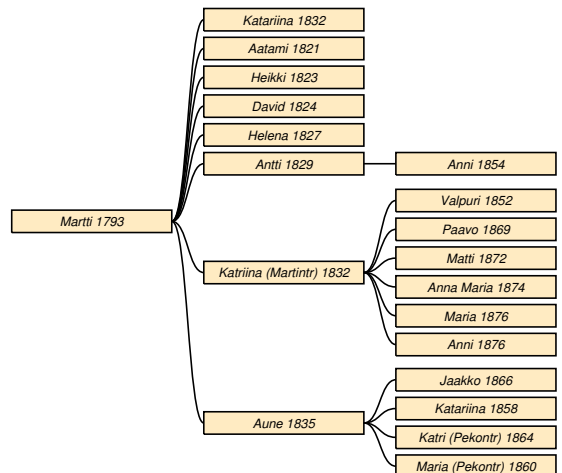 Katariina 1832
Aatami 1821
Heikki 1823
David 1824
Helena 1827
Antti 1829
Anni 1854
Valpuri 1852
Martti 1793
Paavo 1869
Matti 1872
Katriina (Martintr) 1832
Anna Maria 1874
Maria 1876
Anni 1876
Jaakko 1866
Katariina 1858
Aune 1835
Katri (Pekontr) 1864
Maria (Pekontr) 1860